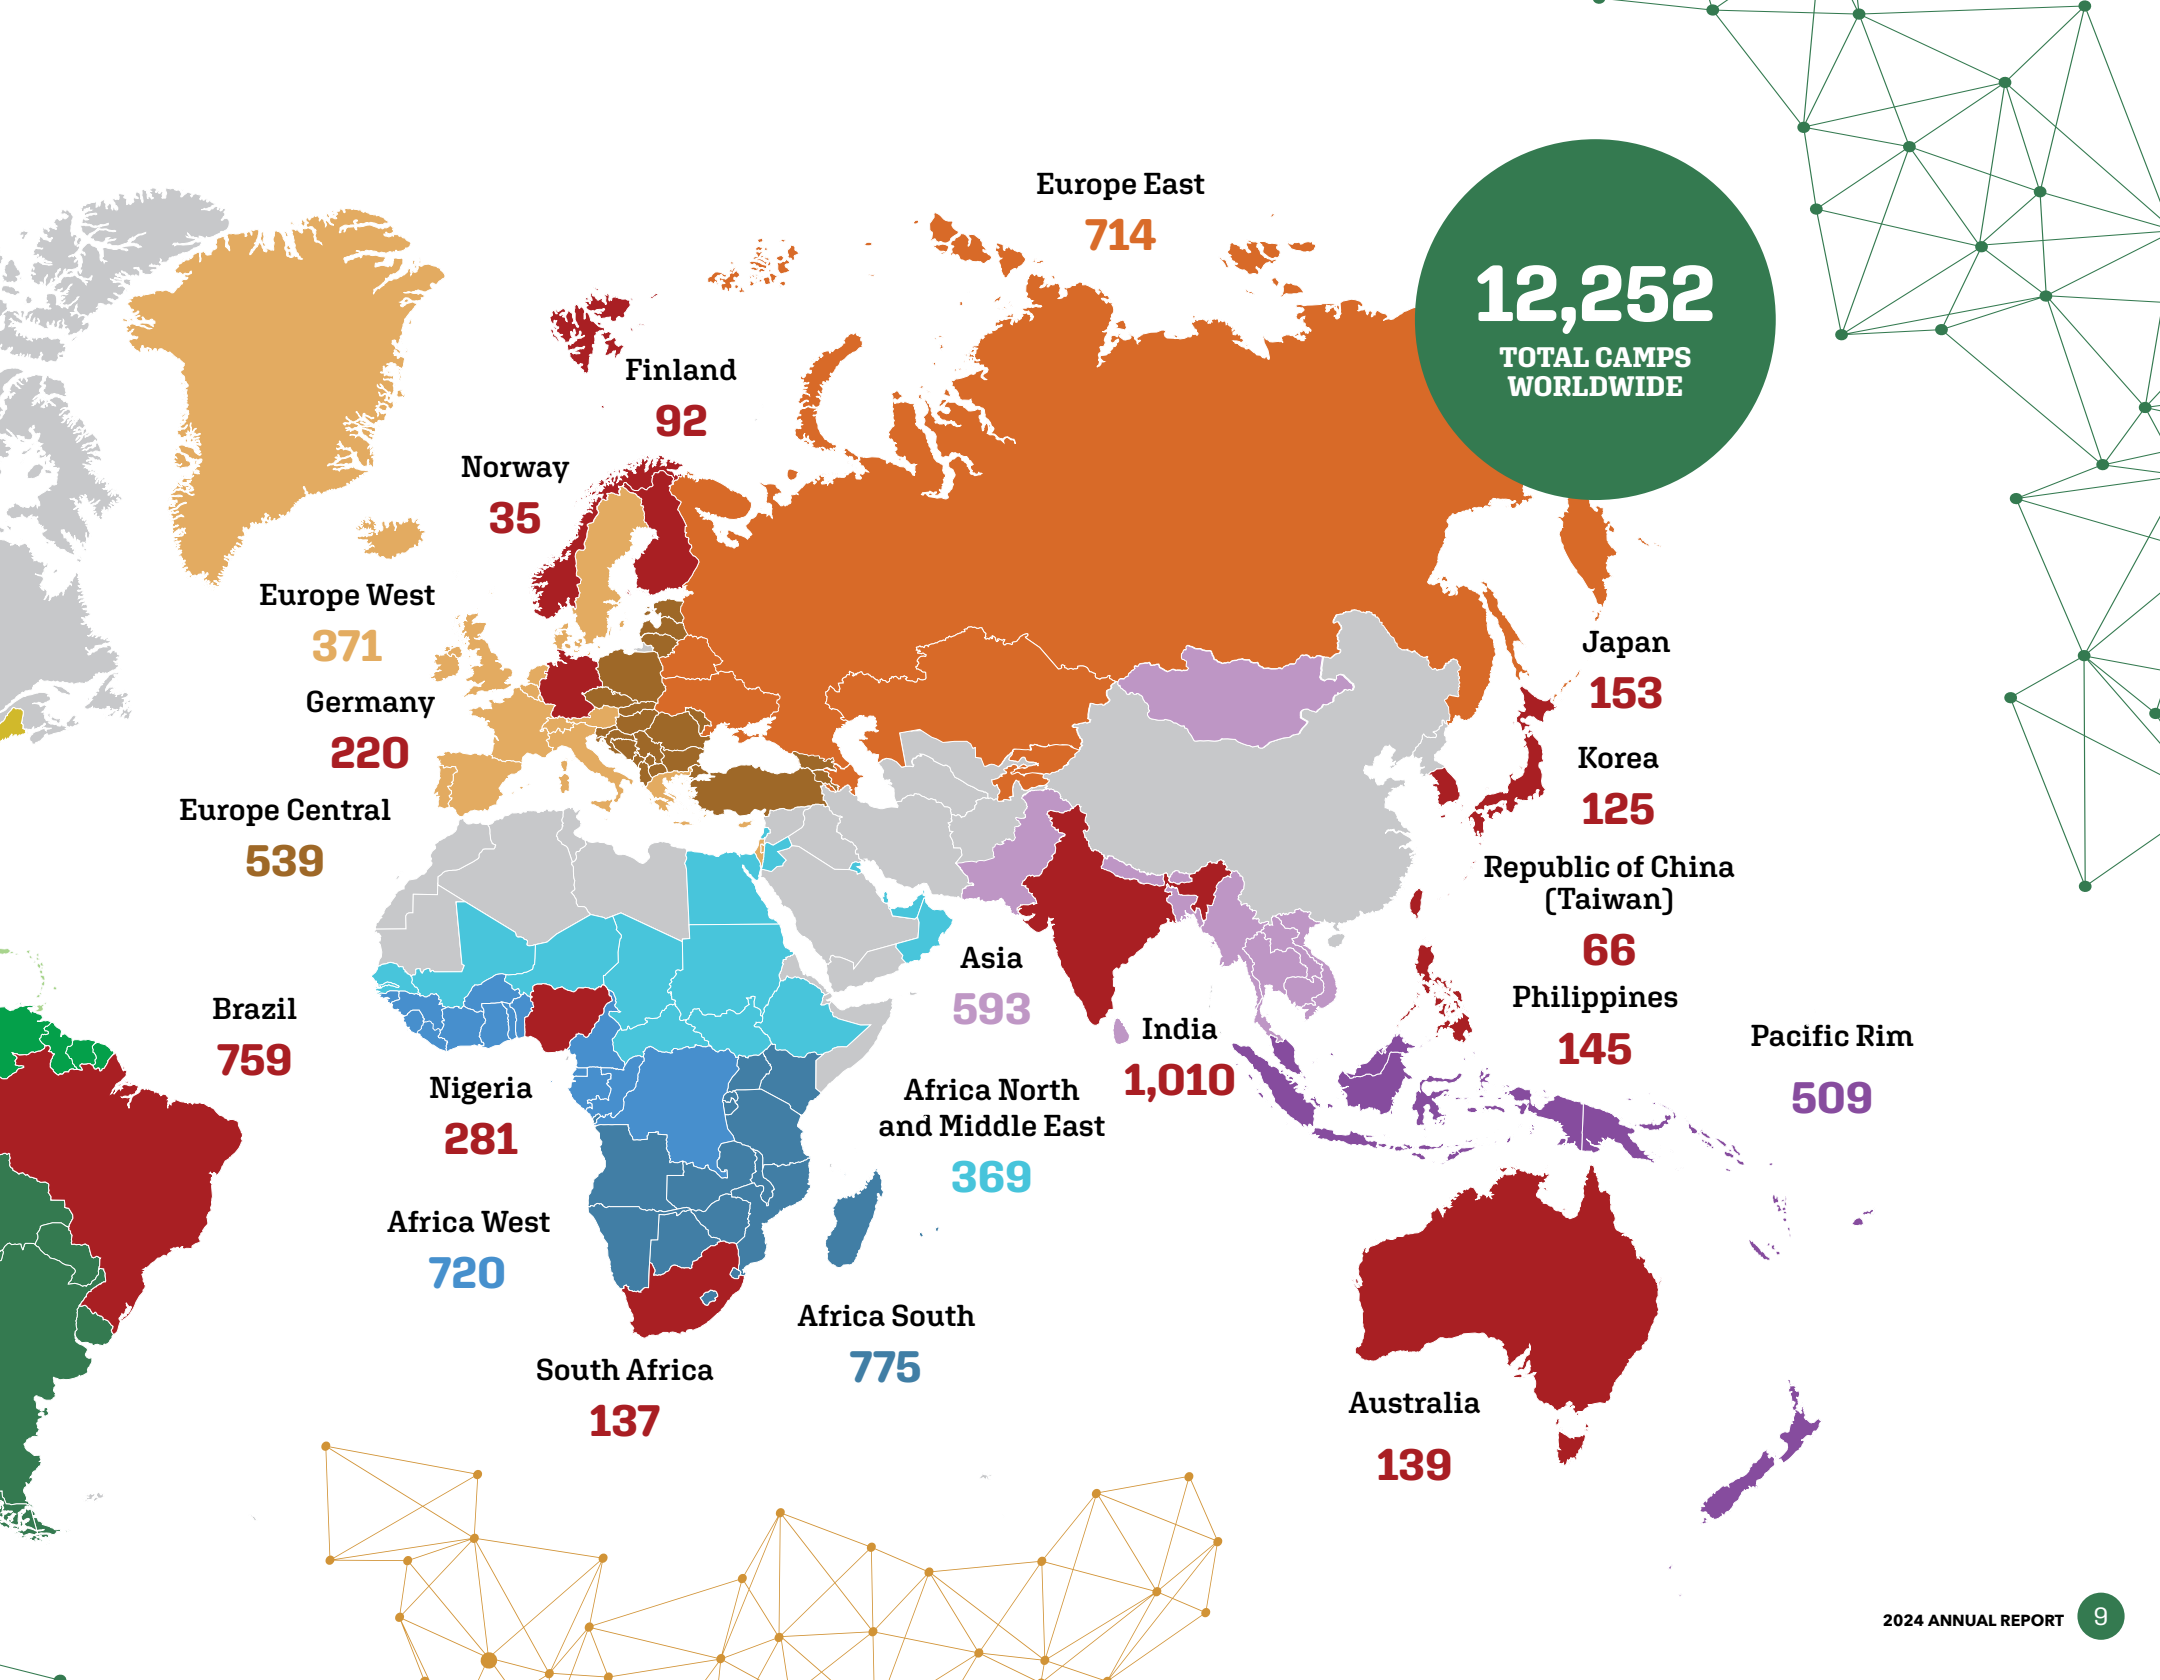 Europe East
714
12,252
TOTAL CAMPS
WORLDWIDE
Finland
92
Norway
35
Europe West
371
Germany
220
Europe Central
539
Japan
153
Korea
125
Republic of China
(Taiwan)
66
Philippines
145
Pacific Rim
509
Asia
593
India
1,010
Brazil
759
Nigeria
281
Africa North
and Middle East
369
Africa West
720
Africa South
775
South Africa
137
Australia
139
2024 ANNUAL REPORT 9